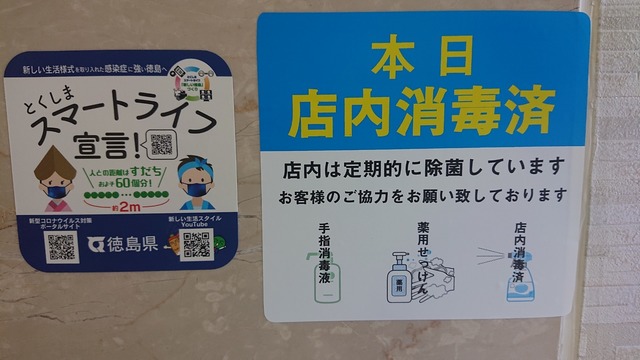 新しい生活様式を取り入れた感染症に強い徳島へ
とくしま
スマートライフ
宣言!
人との距離はすだち
およそ60個分!
約2m
新型コロナウイルス対策
ポータルサイト
新しい生活スタイル
YouTube
徳島県
本日
店内消毒済
店内は定期的に除菌しています
お客様のご協力をお願い致しております
手指消毒液
薬用せっけん
薬用
店内消毒済